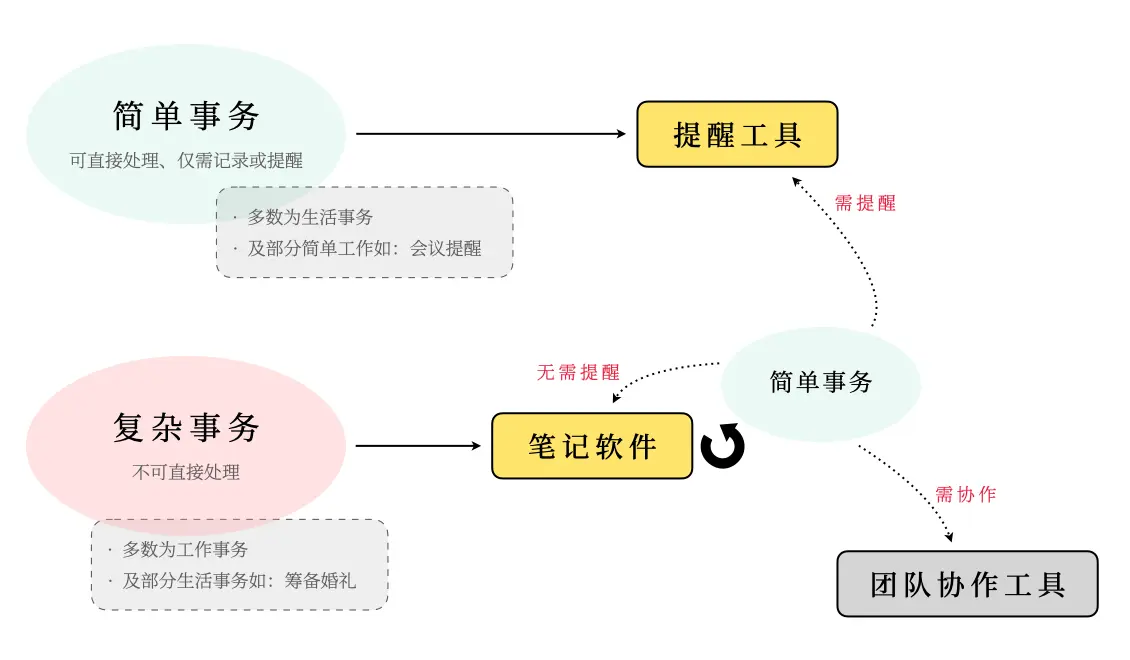 简单事务
可直接处理、仅需记录或提醒
· 多数为生活事务
· 及部分简单工作如：会议提醒
提醒工具
需提醒
复杂事务
不可直接处理
· 多数为工作事务
· 及部分生活事务如：筹备婚礼
无需提醒
笔记软件
简单事务
需协作
团队协作工具